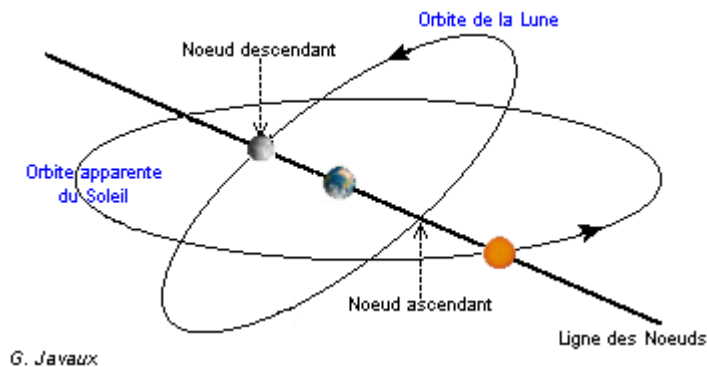 Orbite de la Lune
Noeud descendant
Orbite apparente
du Soleil
Noeud ascendant
Ligne des Noeuds
G. Javaux